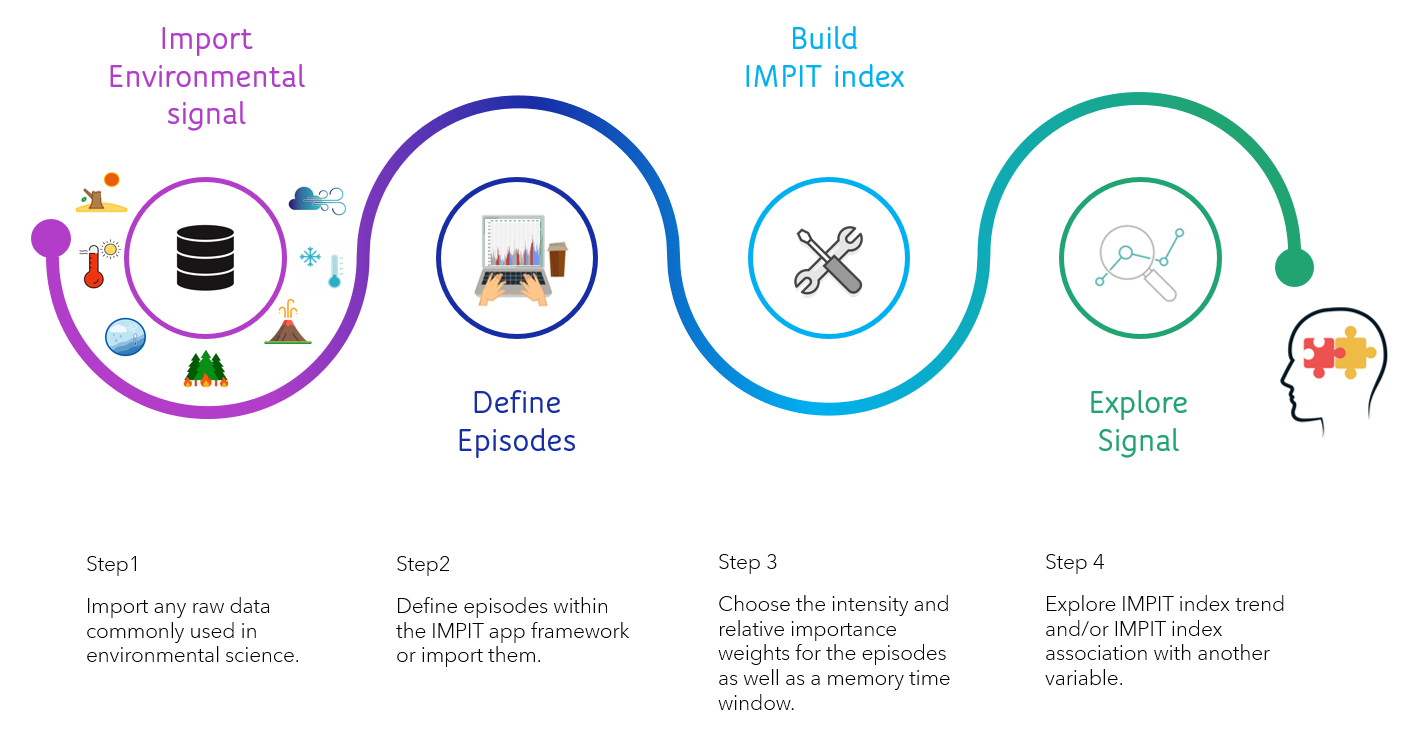 Import
Environmental
signal
Build
IMPIT index
Define
Episodes
Explore
Signal
Step1
Import any raw data
commonly used in
environmental science.
Step2
Define episodes within
the IMPIT app framework
or import them.
Step 3
Choose the intensity and
relative importance
weights for the episodes
as well as a memory time
window.
Step 4
Explore IMPIT index trend
and/or IMPIT index
association with another
variable.